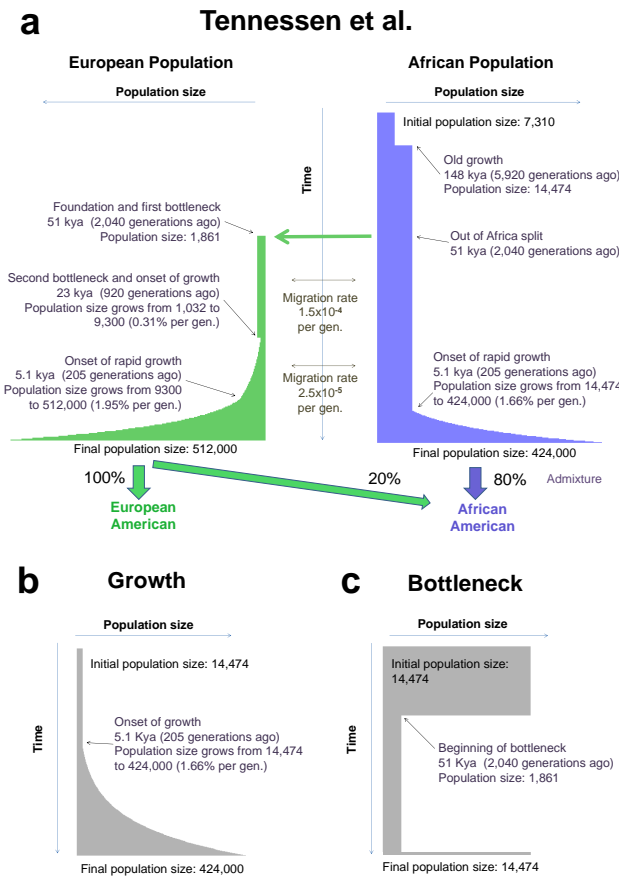 a
Tennessen et al.
European Population
African Population
Population size
Population size
Initial population size: 7,310
Time
Old growth
148 kya (5,920 generations ago)
Population size: 14,474
Foundation and first bottleneck
51 kya (2,040 generations ago)
Population size: 1,861
Out of Africa split
51 kya (2,040 generations ago)
Second bottleneck and onset of growth
23 kya (920 generations ago)
Population size grows from 1,032 to
9,300 (0.31% per gen.)
Migration rate
1.5x10-4
per gen.
Onset of rapid growth
5.1 kya (205 generations ago)
Population size grows from 9300
to 512,000 (1.95% per gen.)
Migration rate
2.5x10-5
per gen.
Onset of rapid growth
5.1 kya (205 generations ago)
Population size grows from 14,474
to 424,000 (1.66% per gen.)
Final population size: 512,000
Final population size: 424,000
100%
20%
80%
Admixture
European
American
African
American
b
Growth
Population size
Initial population size: 14,474
Time
Onset of growth
5.1 Kya (205 generations ago)
Population size grows from 14,474
to 424,000 (1.66% per gen.)
Final population size: 424,000
c
Bottleneck
Population size
Initial population size:
14,474
Time
Beginning of bottleneck
51 Kya (2,040 generations ago)
Population size: 1,861
Final population size: 14,474